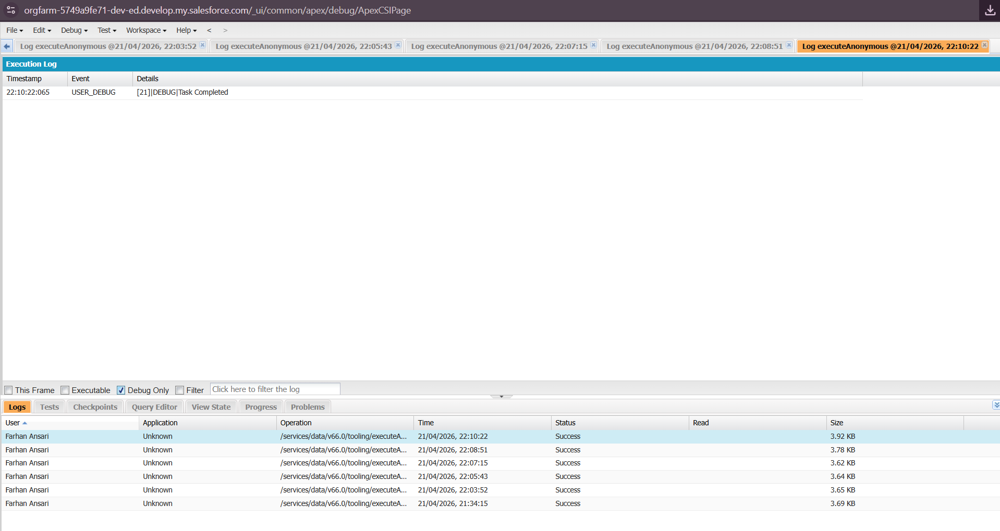 orgfarm-5749a9fe71-dev-ed.develop.my.salesforce.com/_ui/common/apex/debug/ApexCSIPage
File Edit Debug Test Workspace Help < >
Log executeAnonymous @21/04/2026, 22:03:52 Log executeAnonymous @21/04/2026, 22:05:43 Log executeAnonymous @21/04/2026, 22:07:15 Log executeAnonymous @21/04/2026, 22:08:51 Log executeAnonymous @21/04/2026, 22:10:22
Execution Log
Timestamp Event Details
22:10:22:065 USER_DEBUG [21]|DEBUG|Task Completed
This Frame Executable Debug Only Filter Click here to filter the log
Logs Tests Checkpoints Query Editor View State Progress Problems
User Application Operation Time Status Read Size
Farhan Ansari Unknown /services/data/v66.0/tooling/executeA... 21/04/2026, 22:10:22 Success 3.92 KB
Farhan Ansari Unknown /services/data/v66.0/tooling/executeA... 21/04/2026, 22:08:51 Success 3.78 KB
Farhan Ansari Unknown /services/data/v66.0/tooling/executeA... 21/04/2026, 22:07:15 Success 3.62 KB
Farhan Ansari Unknown /services/data/v66.0/tooling/executeA... 21/04/2026, 22:05:43 Success 3.64 KB
Farhan Ansari Unknown /services/data/v66.0/tooling/executeA... 21/04/2026, 22:03:52 Success 3.65 KB
Farhan Ansari Unknown /services/data/v66.0/tooling/executeA... 21/04/2026, 21:34:15 Success 3.69 KB